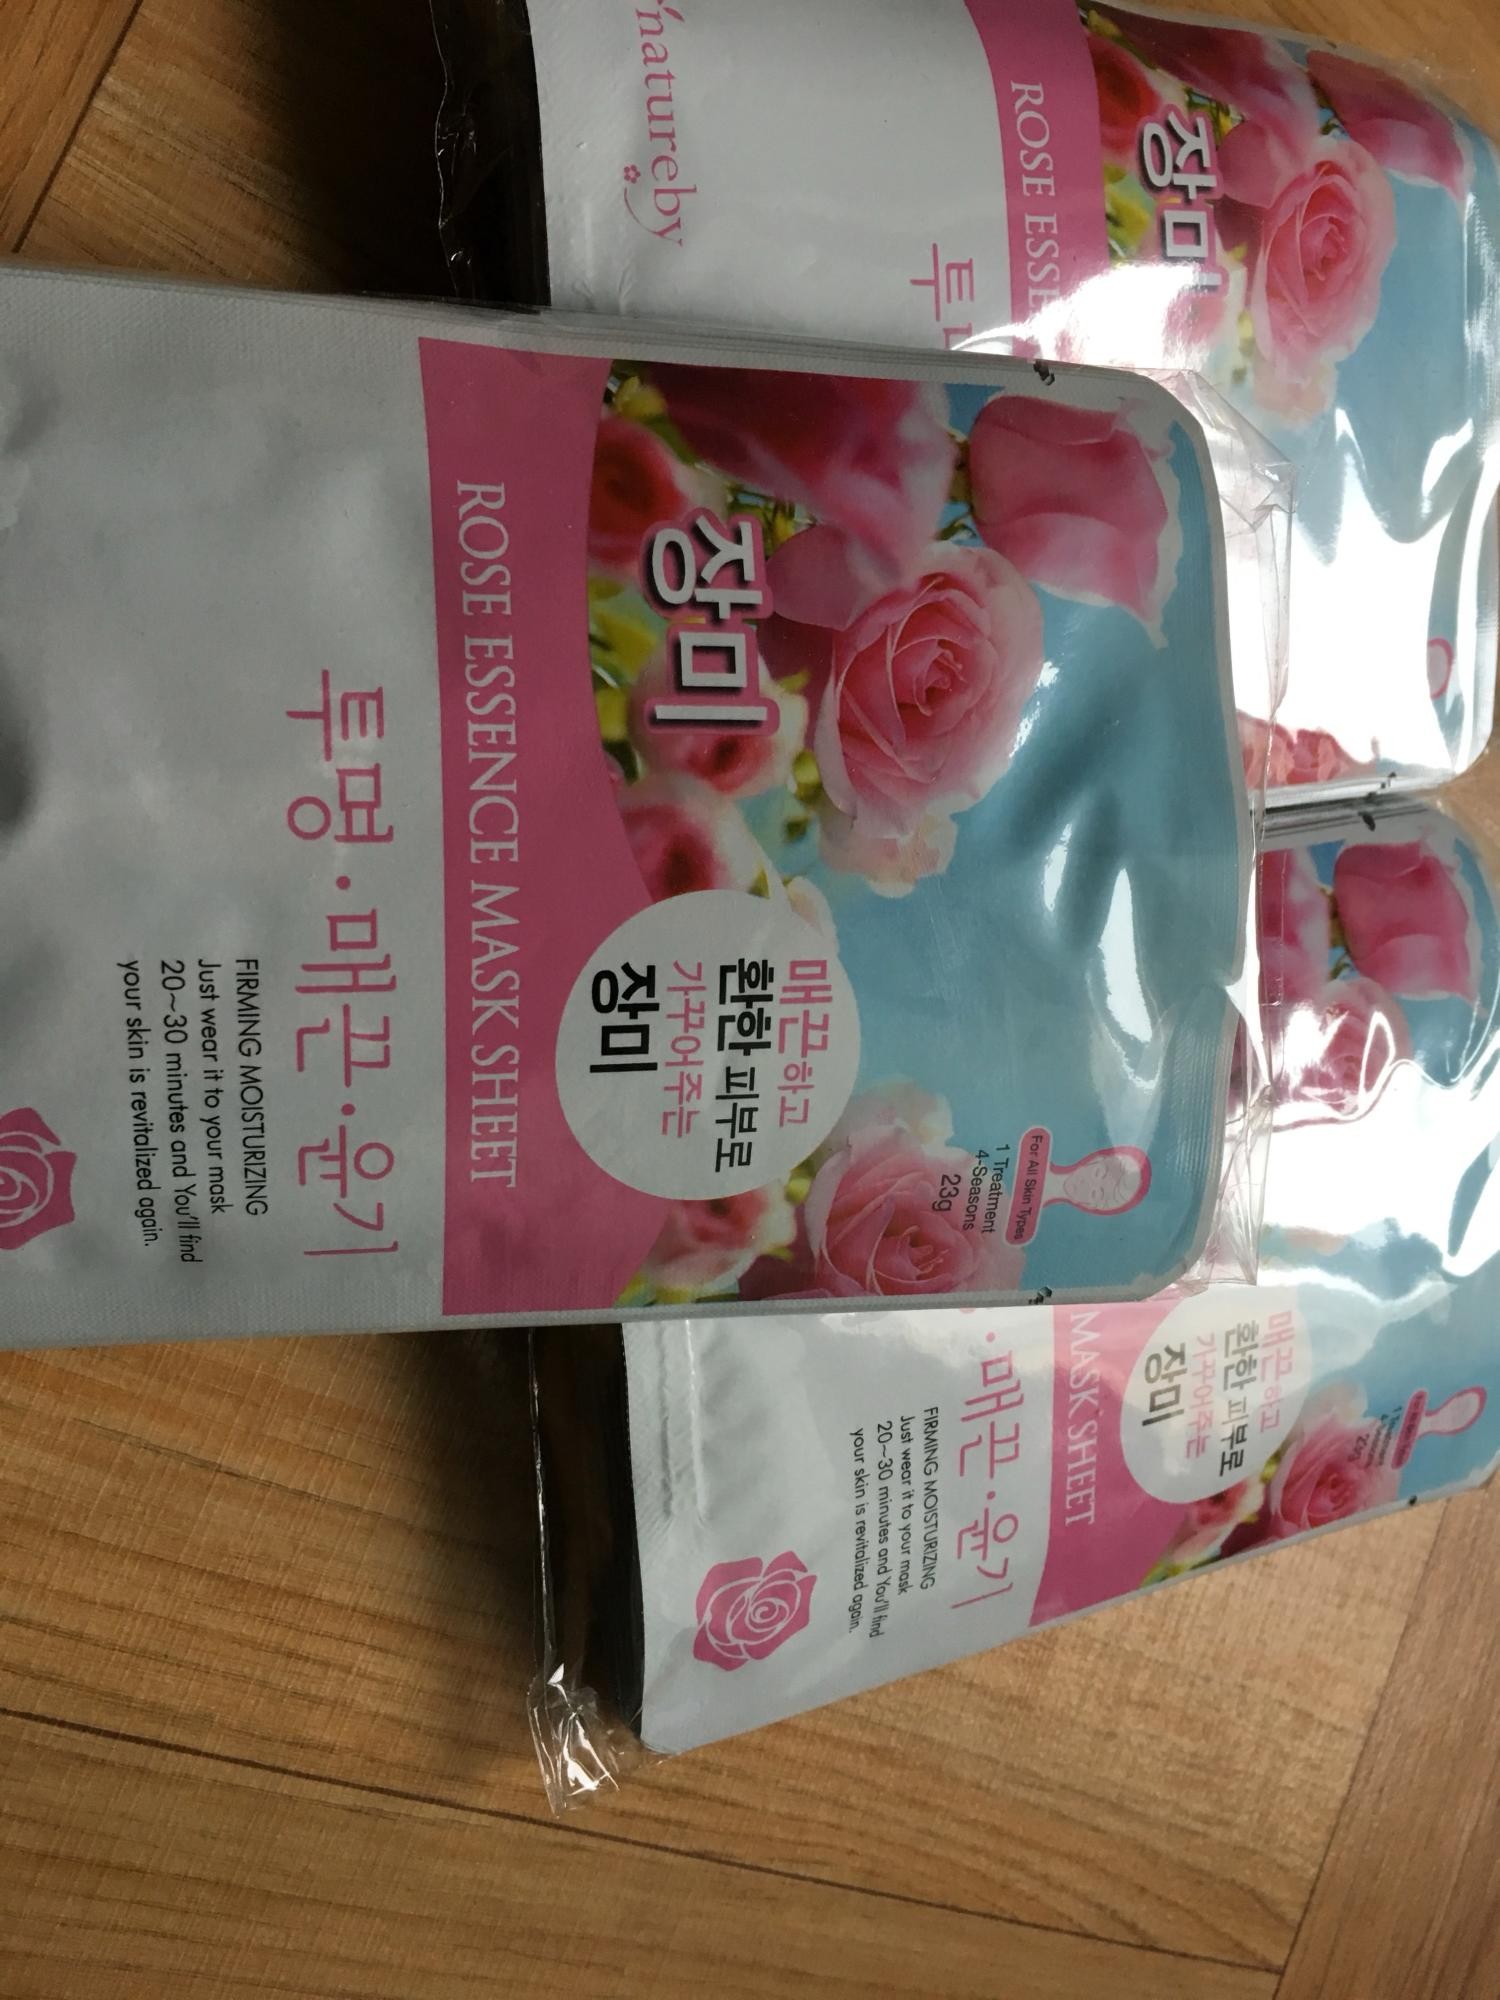 장미
매끈하고
환한 피부로
가꾸어주는
장미
For All Skin Types
1 Treatment
4-Seasons
23g
ROSE ESSENCE MASK SHEET
투명·매끈·윤기
FIRMING MOISTURIZING
Just wear it to your mask
20~30 minutes and You'll find
your skin is revitalized again.
장미
ROSE ESSE
natureby
매끈하고
환한 피부로
가꾸어주는
장미
23g
MASK SHEET
·매끈·윤기
FIRMING MOISTURIZING
Just wear it to your mask
20~30 minutes and You'll find
your skin is revitalized again.